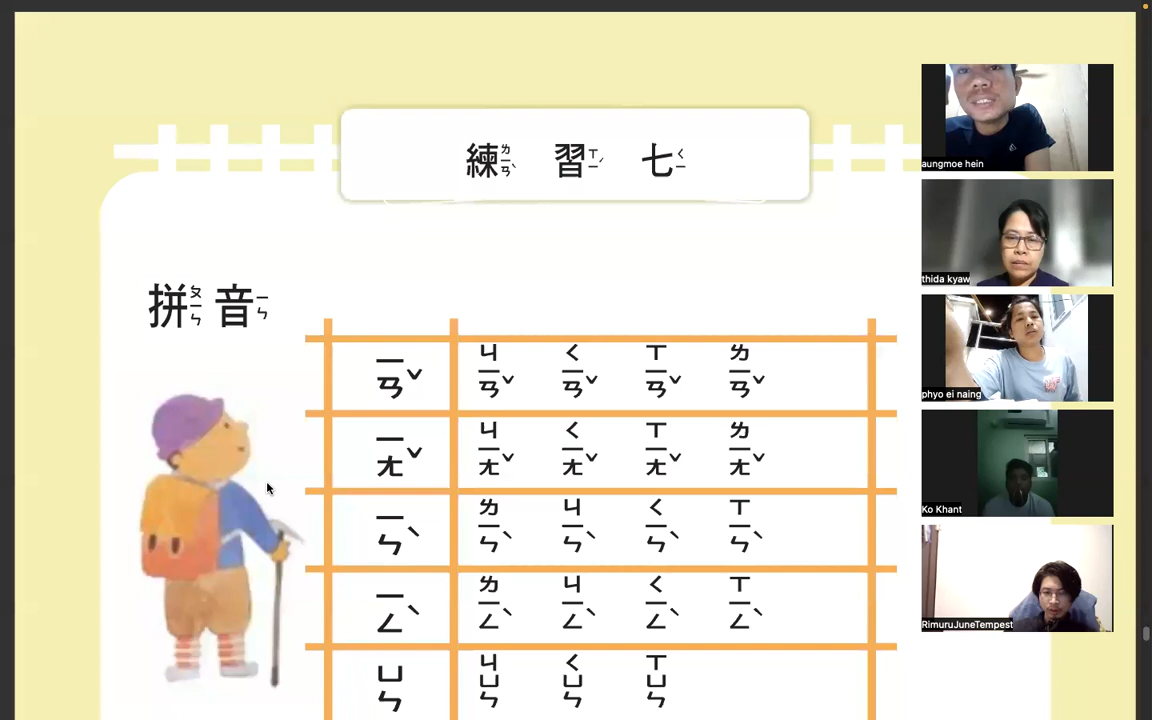 練ㄌㄧㄢˋ 習ㄒㄧˊ 七ㄑㄧ
拼ㄆㄧㄣ 音ㄧㄣ
ㄧㄢˇ ㄐㄧㄢˇ ㄑㄧㄢˇ ㄒㄧㄢˇ ㄌㄧㄢˇ
ㄧㄤˇ ㄐㄧㄤˇ ㄑㄧㄤˇ ㄒㄧㄤˇ ㄌㄧㄤˇ
ㄧㄣˋ ㄌㄧㄣˋ ㄐㄧㄣˋ ㄑㄧㄣˋ ㄒㄧㄣˋ
ㄧㄥˋ ㄌㄧㄥˋ ㄐㄧㄥˋ ㄑㄧㄥˋ ㄒㄧㄥˋ
ㄩㄣ ㄐㄩㄣ ㄑㄩㄣ ㄒㄩㄣ
aungmoe hein
thida kyaw
phyo ei naing
Ko Khant
RimuruJuneTempest